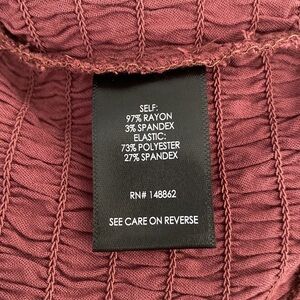 SELF:
97% RAYON
3% SPANDEX
ELASTIC:
73% POLYESTER
27% SPANDEX
RN# 148862
SEE CARE ON REVERSE